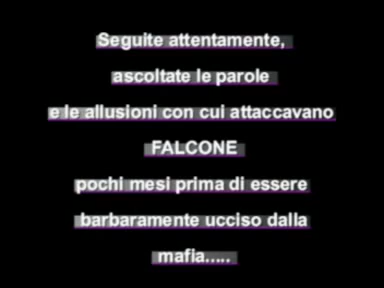 Seguite attentamente,
ascoltate le parole
e le allusioni con cui attaccavano
FALCONE
pochi mesi prima di essere
barbaramente ucciso dalla
mafia.....